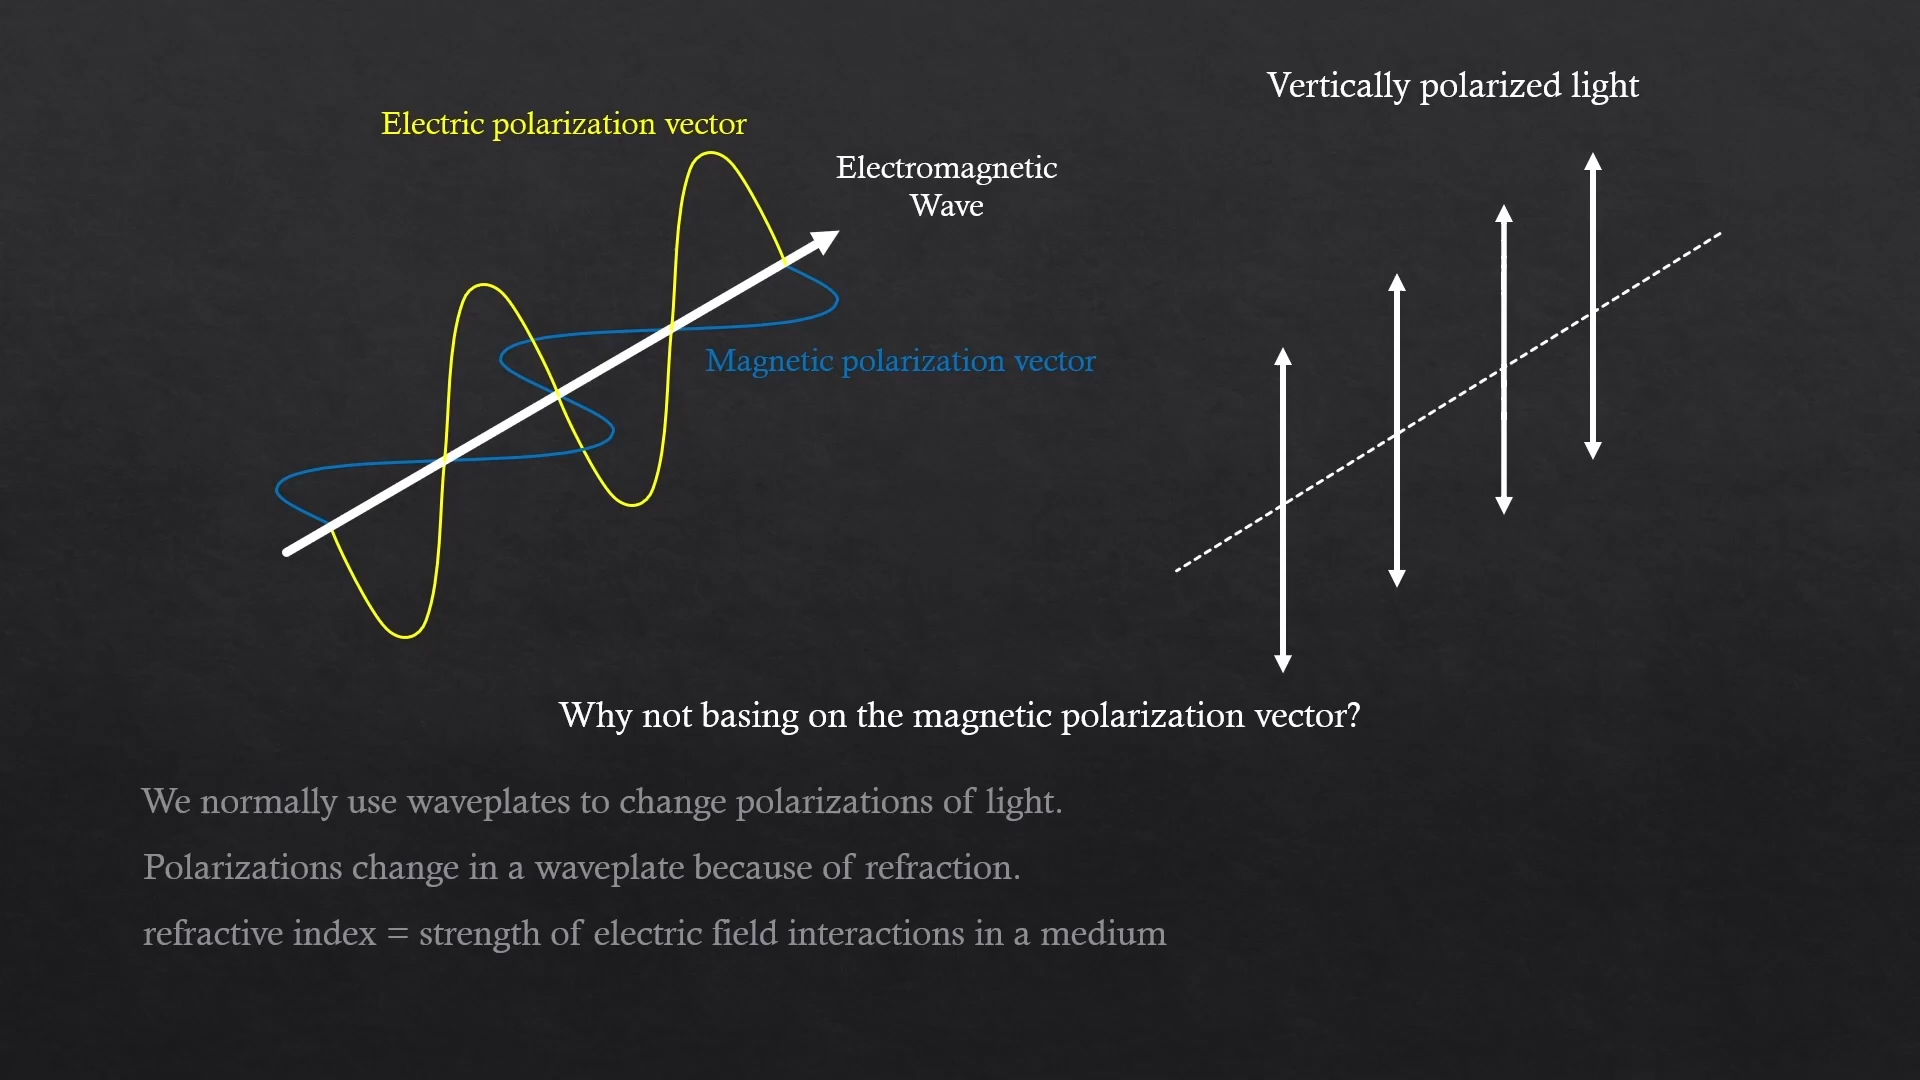 Vertically polarized light
Electric polarization vector
Electromagnetic
Wave
Magnetic polarization vector
Why not basing on the magnetic polarization vector?
We normally use waveplates to change polarizations of light.
Polarizations change in a waveplate because of refraction.
refractive index = strength of electric field interactions in a medium